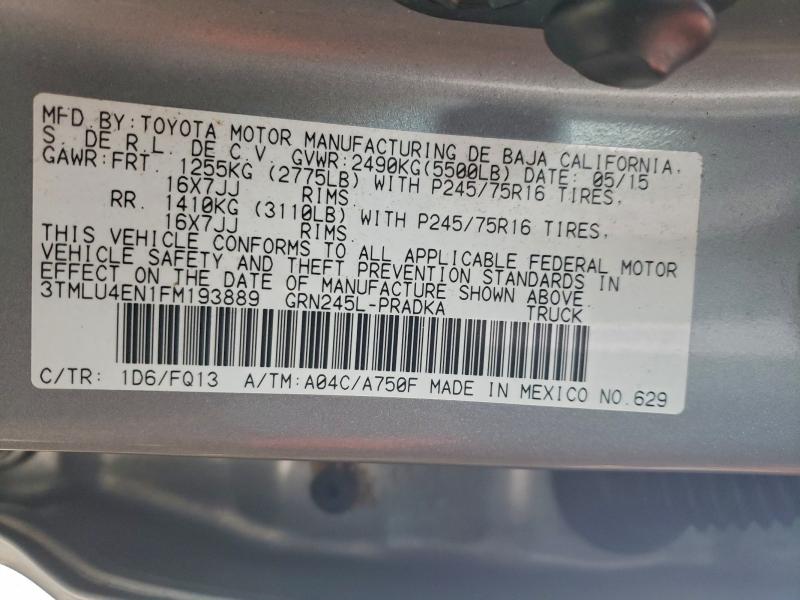 MFD BY: TOYOTA MOTOR MANUFACTURING DE BAJA CALIFORNIA,
S. DE R.L. DE C.V. GVWR:2490KG(5500LB) DATE: 05/15
GAWR:FRT. 1255KG (2775LB) WITH P245/75R16 TIRES,
16X7JJ RIMS.
RR. 1410KG (3110LB) WITH P245/75R16 TIRES,
16X7JJ RIMS.
THIS VEHICLE CONFORMS TO ALL APPLICABLE FEDERAL MOTOR
VEHICLE SAFETY AND THEFT PREVENTION STANDARDS IN
EFFECT ON THE DATE OF MANUFACTURE SHOWN ABOVE.
3TMLU4EN1FM193889 GRN245L-PRADKA TRUCK
C/TR: 1D6/FQ13 A/TM:A04C/A750F MADE IN MEXICO NO.629